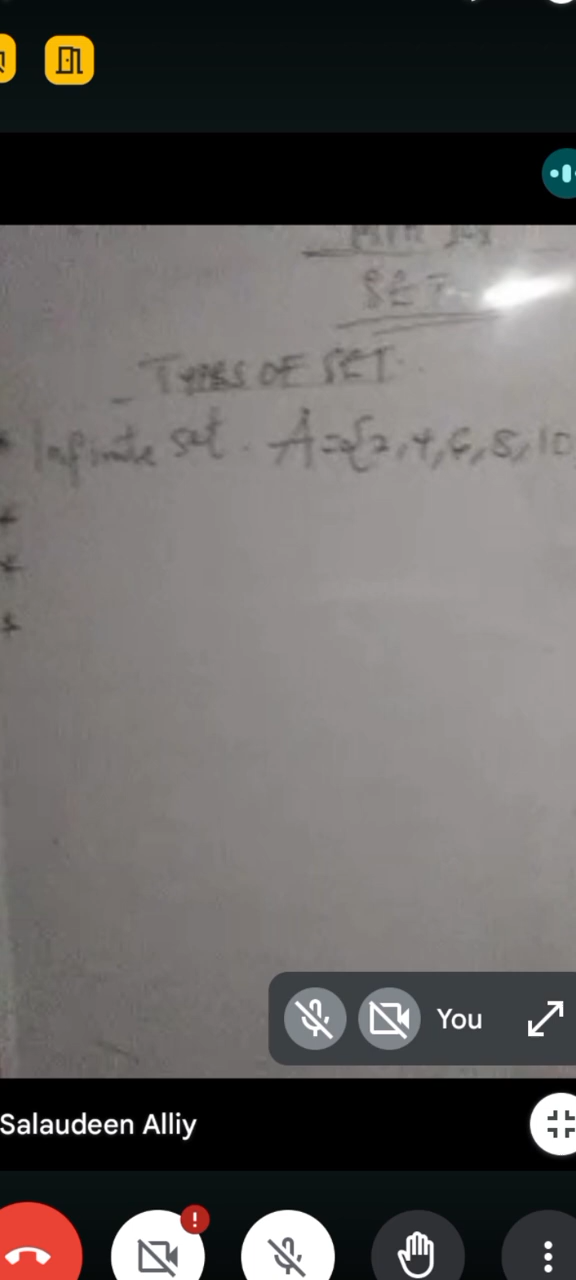 SET
TYPES OF SET
Infinite set. A={2,4,6,8,10
You
Salaudeen Alliy